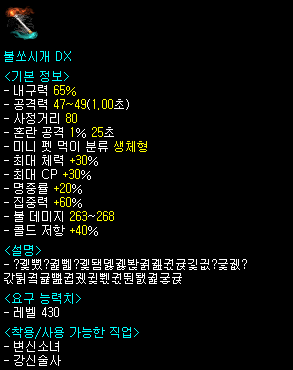 불쏘시개 DX
<기본 정보>
- 내구력 65%
- 공격력 47~49(1,00초)
- 사정거리 80
- 혼란 공격 1% 25초
- 미니 펫 먹이 분류 생체형
- 최대 체력 +30%
- 최대 CP +30%
- 명중률 +20%
- 집중력 +60%
- 불 데미지 263~268
- 콜드 저항 +40%
<설명>
<요구 능력치>
- 레벨 430
<착용/사용 가능한 직업>
- 변신소녀
- 강신술사